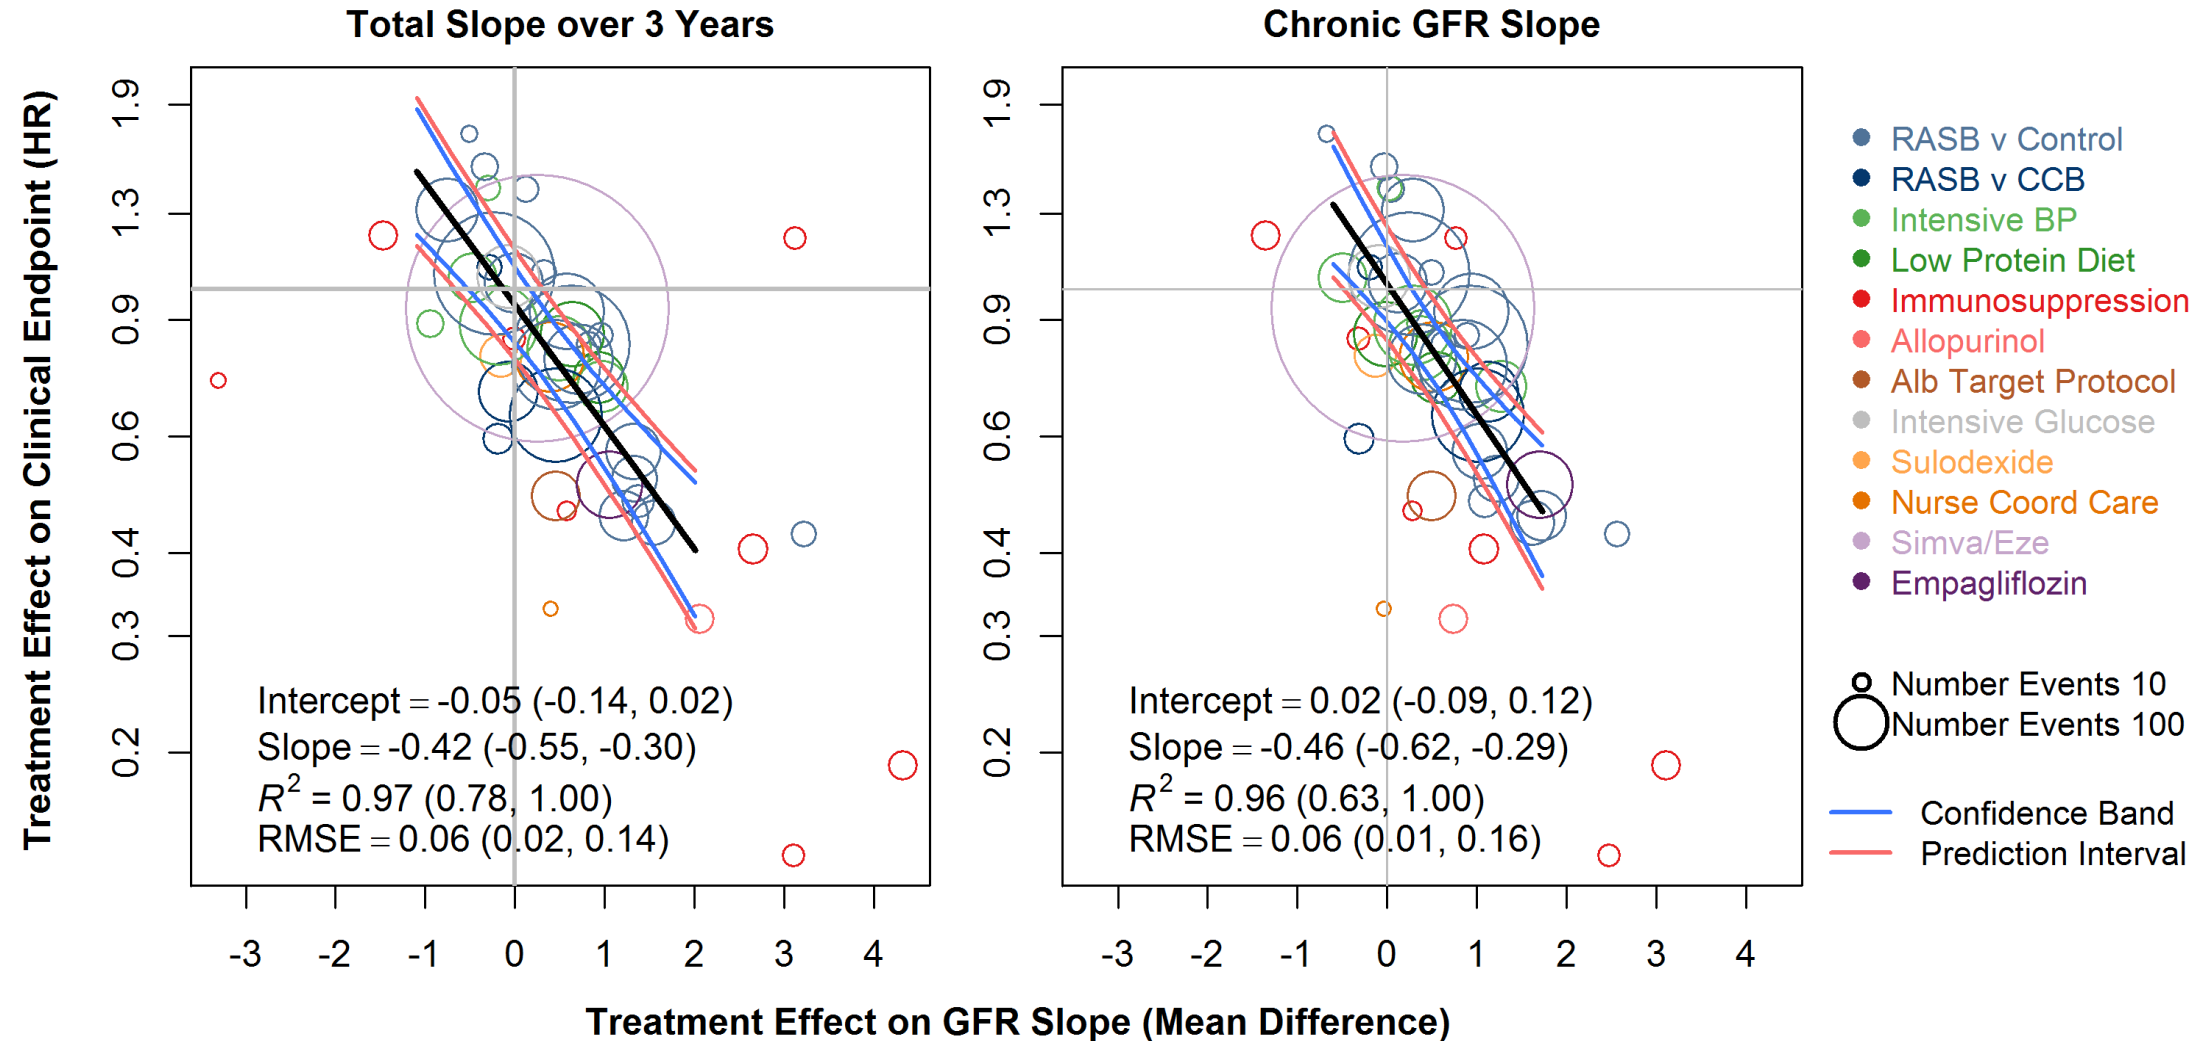 Total Slope over 3 Years
Chronic GFR Slope
Treatment Effect on Clinical Endpoint (HR)
1.9
1.3
0.9
0.6
0.4
0.3
0.2
Intercept = -0.05 (-0.14, 0.02)
Slope = -0.42 (-0.55, -0.30)
R² = 0.97 (0.78, 1.00)
RMSE = 0.06 (0.02, 0.14)
-3 -2 -1 0 1 2 3 4
1.9
1.3
0.9
0.6
0.4
0.3
0.2
Intercept = 0.02 (-0.09, 0.12)
Slope = -0.46 (-0.62, -0.29)
R² = 0.96 (0.63, 1.00)
RMSE = 0.06 (0.01, 0.16)
-3 -2 -1 0 1 2 3 4
Treatment Effect on GFR Slope (Mean Difference)
RASB v Control
RASB v CCB
Intensive BP
Low Protein Diet
Immunosuppression
Allopurinol
Alb Target Protocol
Intensive Glucose
Sulodexide
Nurse Coord Care
Simva/Eze
Empagliflozin
Number Events 10
Number Events 100
Confidence Band
Prediction Interval